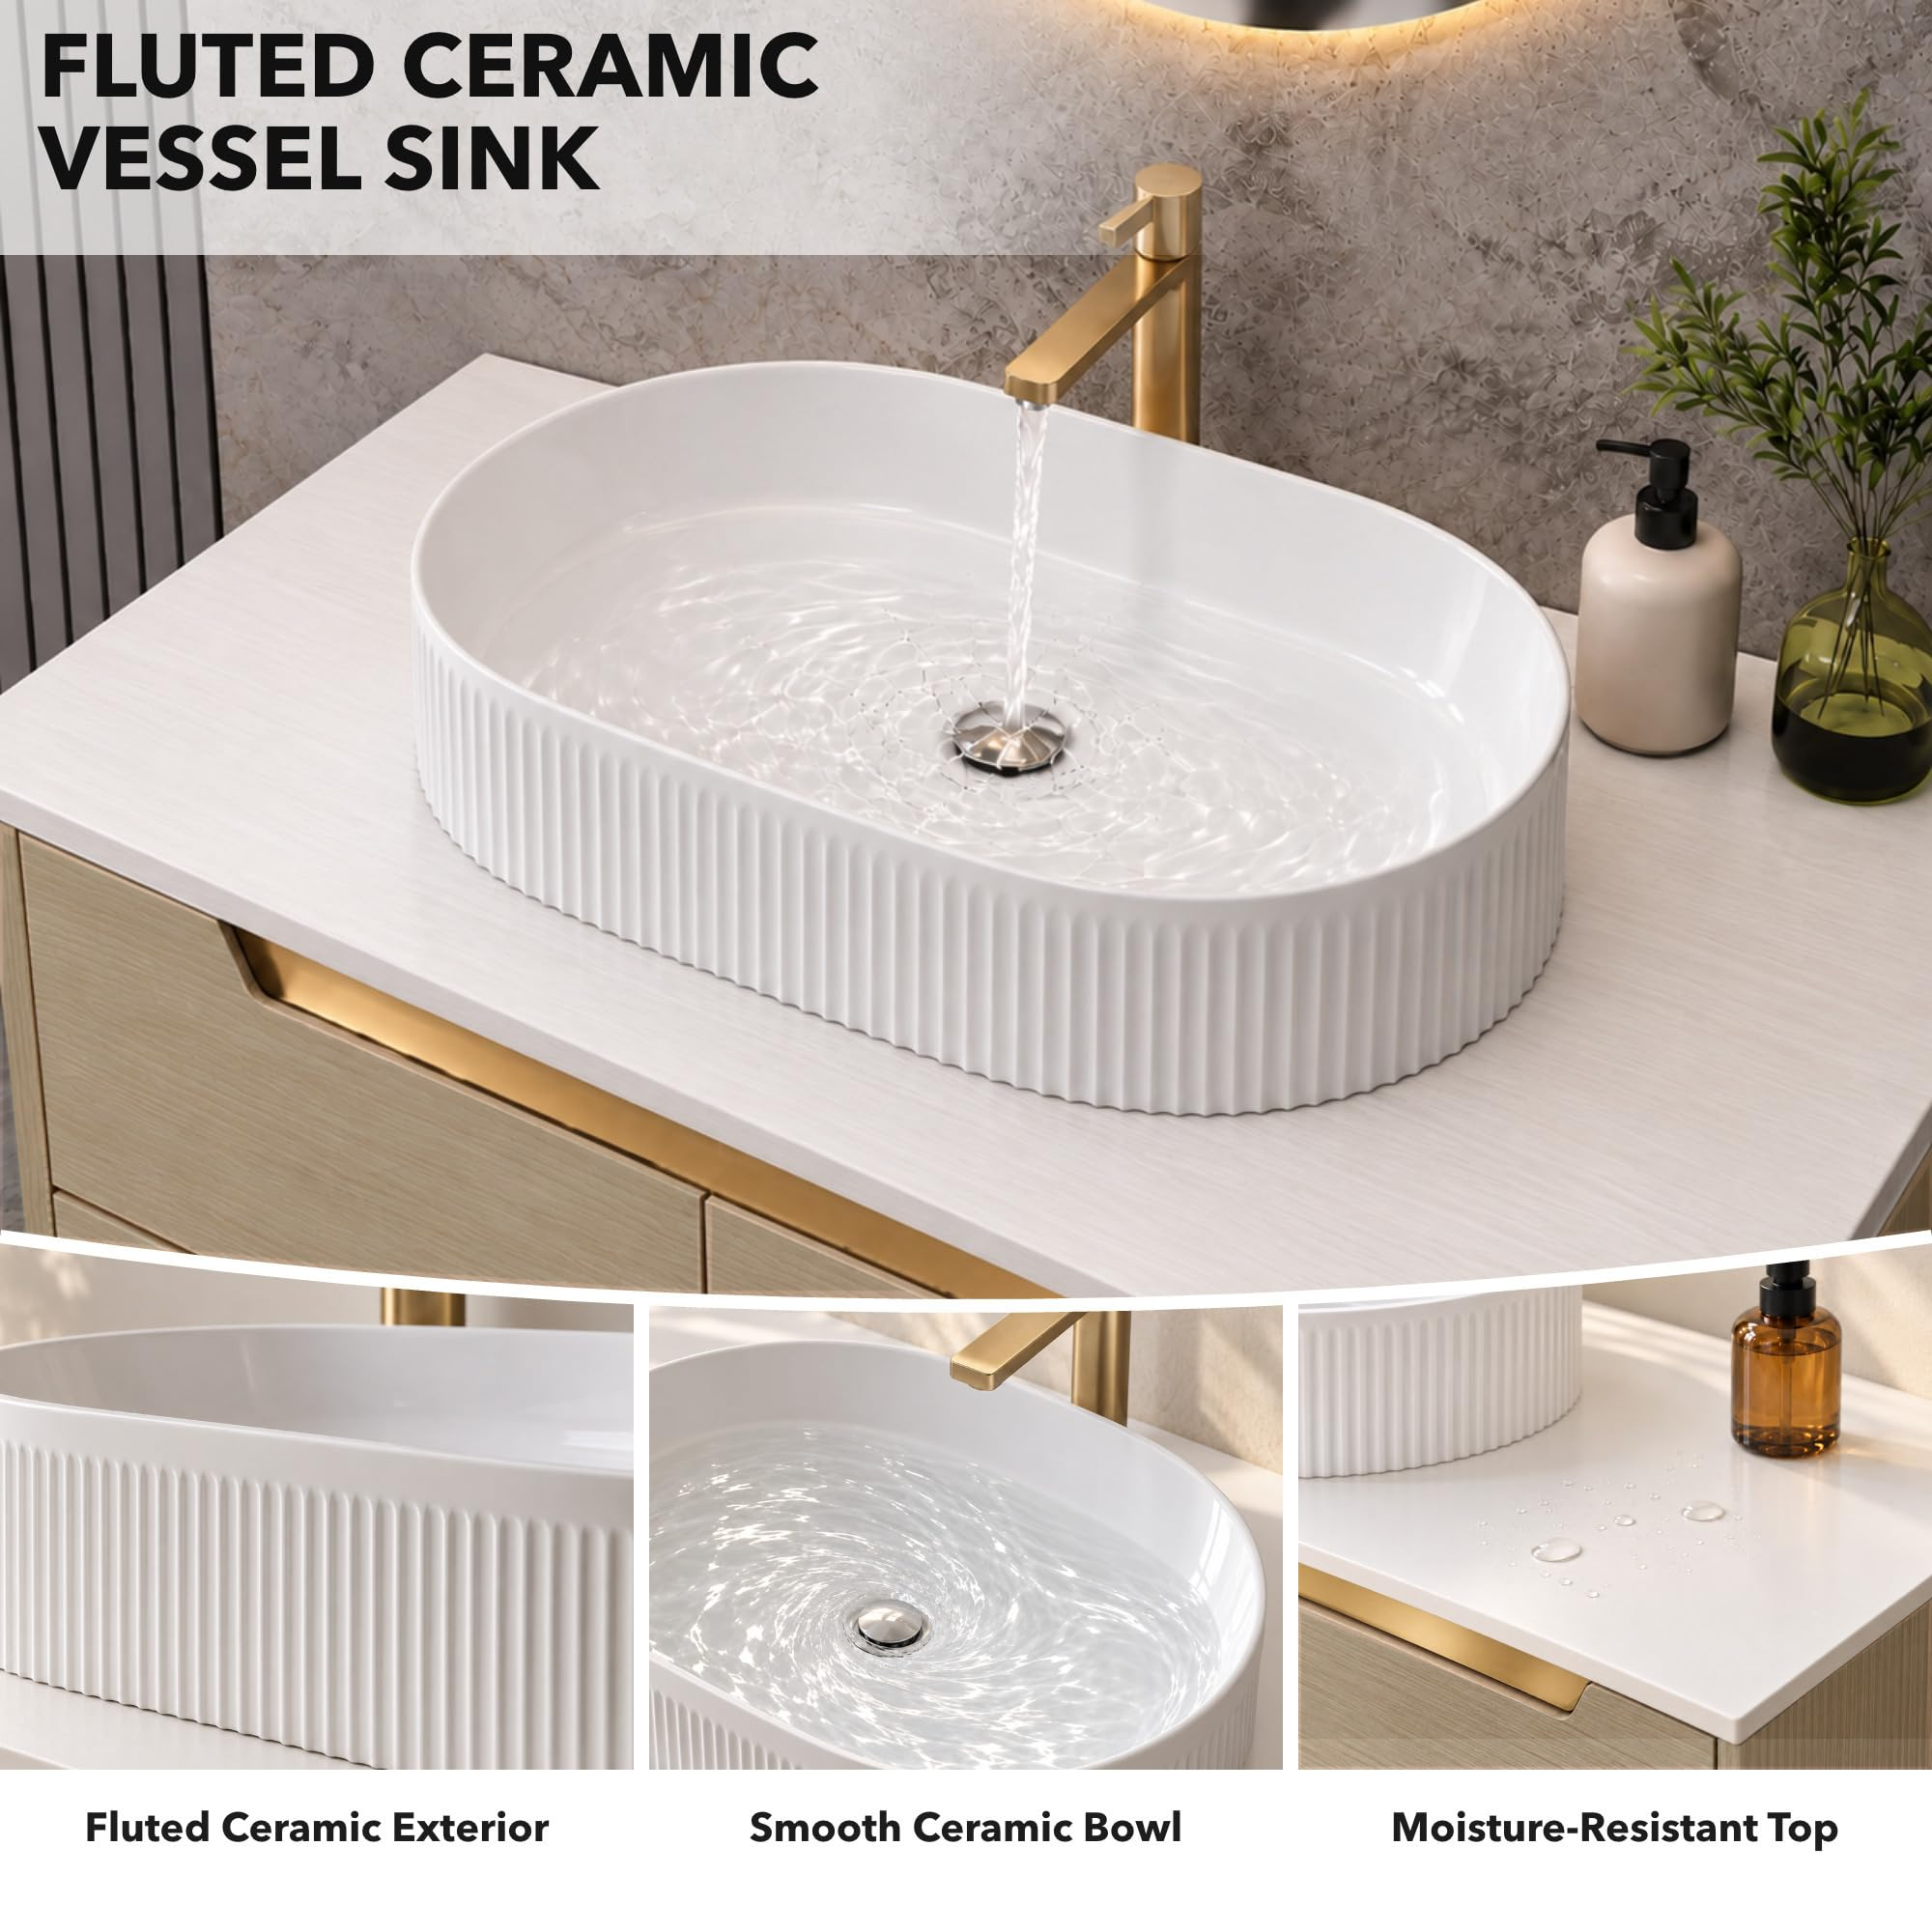 FLUTED CERAMIC
VESSEL SINK
Fluted Ceramic Exterior
Smooth Ceramic Bowl
Moisture-Resistant Top